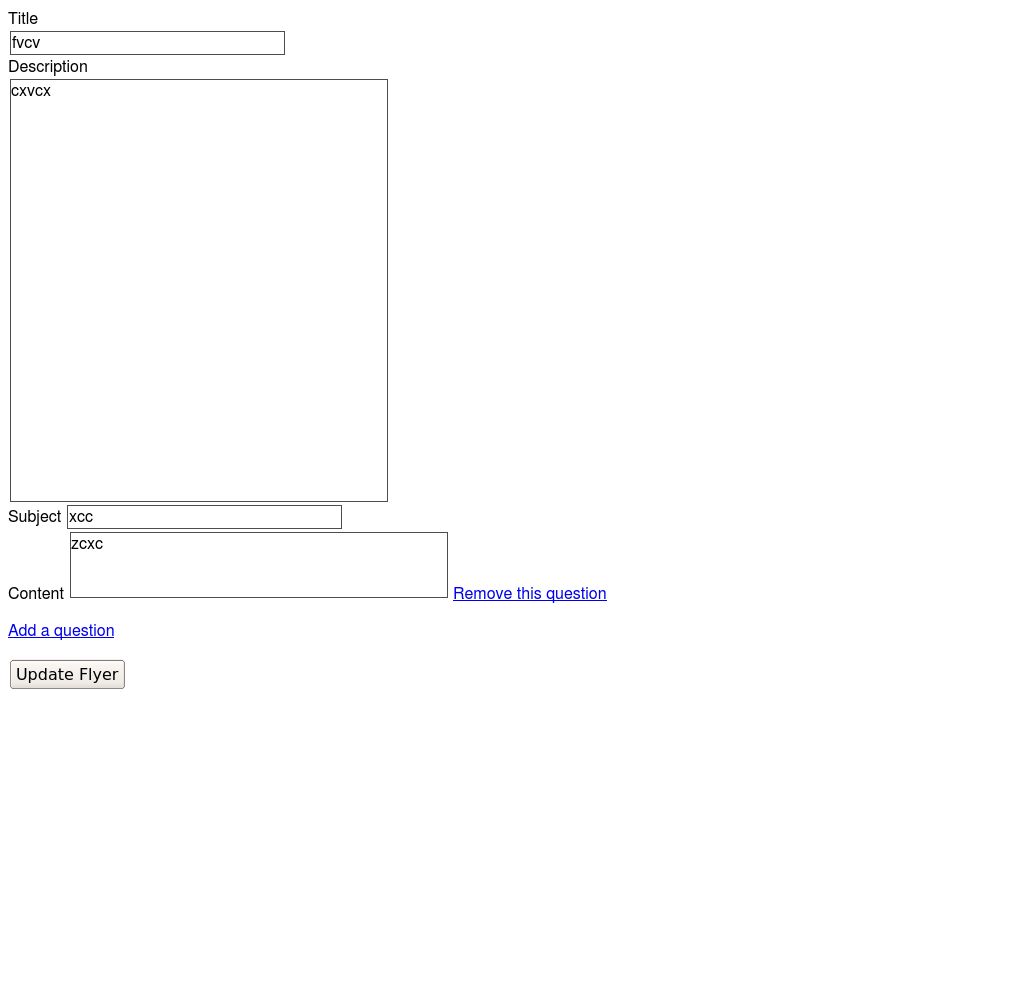 Title
fvcv
Description
cxvcx
Subject xcc
zcxc
Content Remove this question
Add a question
Update Flyer